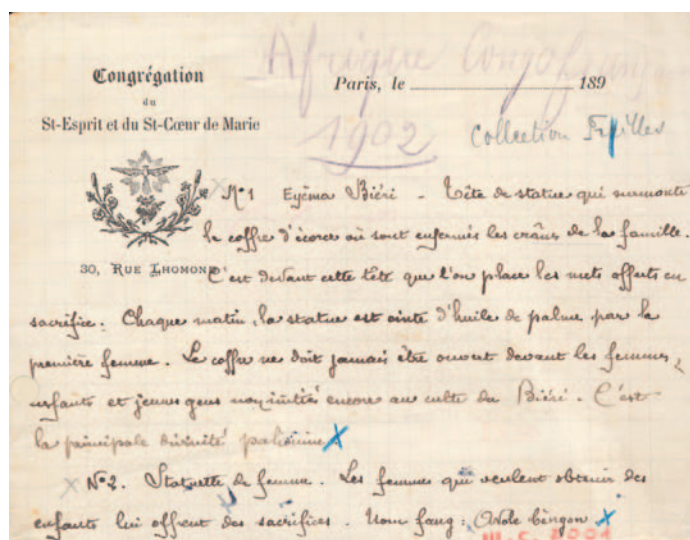 Afrique Congo franç.
1902
Collection
Congrégation
du
St-Esprit et du St-Cœur de Marie
30, RUE LHOMOND
Paris, le 189
N°1 Eyéma Biéri - Tête de statue qui surmonte
le coffre d'écorce où sont enfermés les crânes de la famille.
C'est devant cette tête que l'on place les mets offerts en
sacrifice. Chaque matin, la statue est ointe d'huile de palme par la
première femme. Le coffre ne doit jamais être ouvert devant les femmes,
enfants et jeunes gens non initiés encore au culte du Biéri. C'est
la principale divinité pahouine.
N°2. Statuette de femme. Les femmes qui veulent obtenir des
enfants lui offrent des sacrifices. Nom fang :